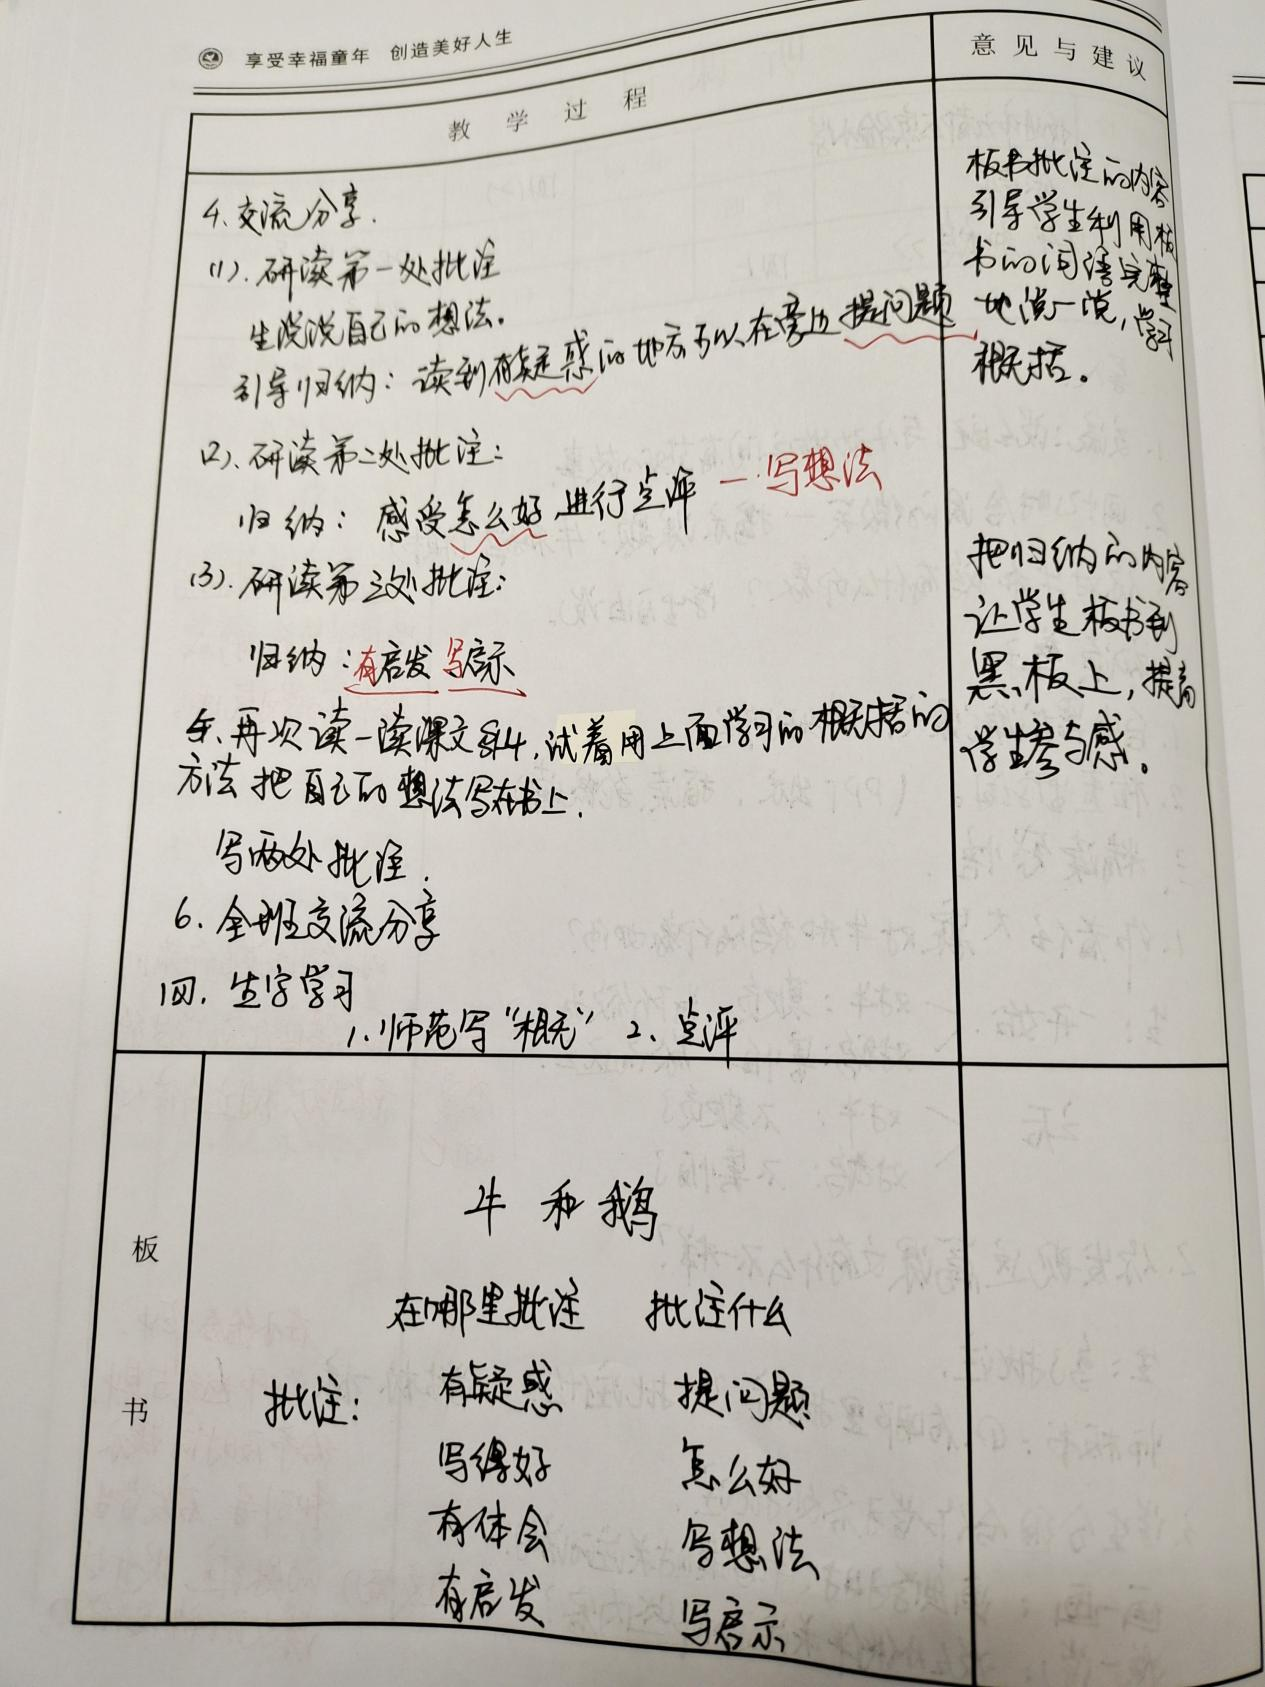 享受幸福童年 创造美好人生
教学过程
意见与建议
4.交流分享.
(1).研读第一处批注
生说说自己的想法.
引导归纳：读到有疑惑的地方可以在旁边提问题
(2).研读第二处批注：
归纳：感受怎么好,进行点评 — 写想法
(3).研读第三处批注：
归纳：有启发 写启示
5.再次读一读课文,试着用上面学习的概括的
方法把自己的想法写在书上.
写两处批注.
6.全班交流分享
四.生字学习
1.师范写“概” 2.点评
板书批注的内容
引导学生利用板
书的词语完整
地说一说,学习
概括。
把归纳的内容
让学生板书到
黑板上,提高
学生参与感。
板书
牛和鹅
在哪里批注 批注什么
批注： 有疑惑 提问题
写得好 怎么好
有体会 写想法
有启发 写启示